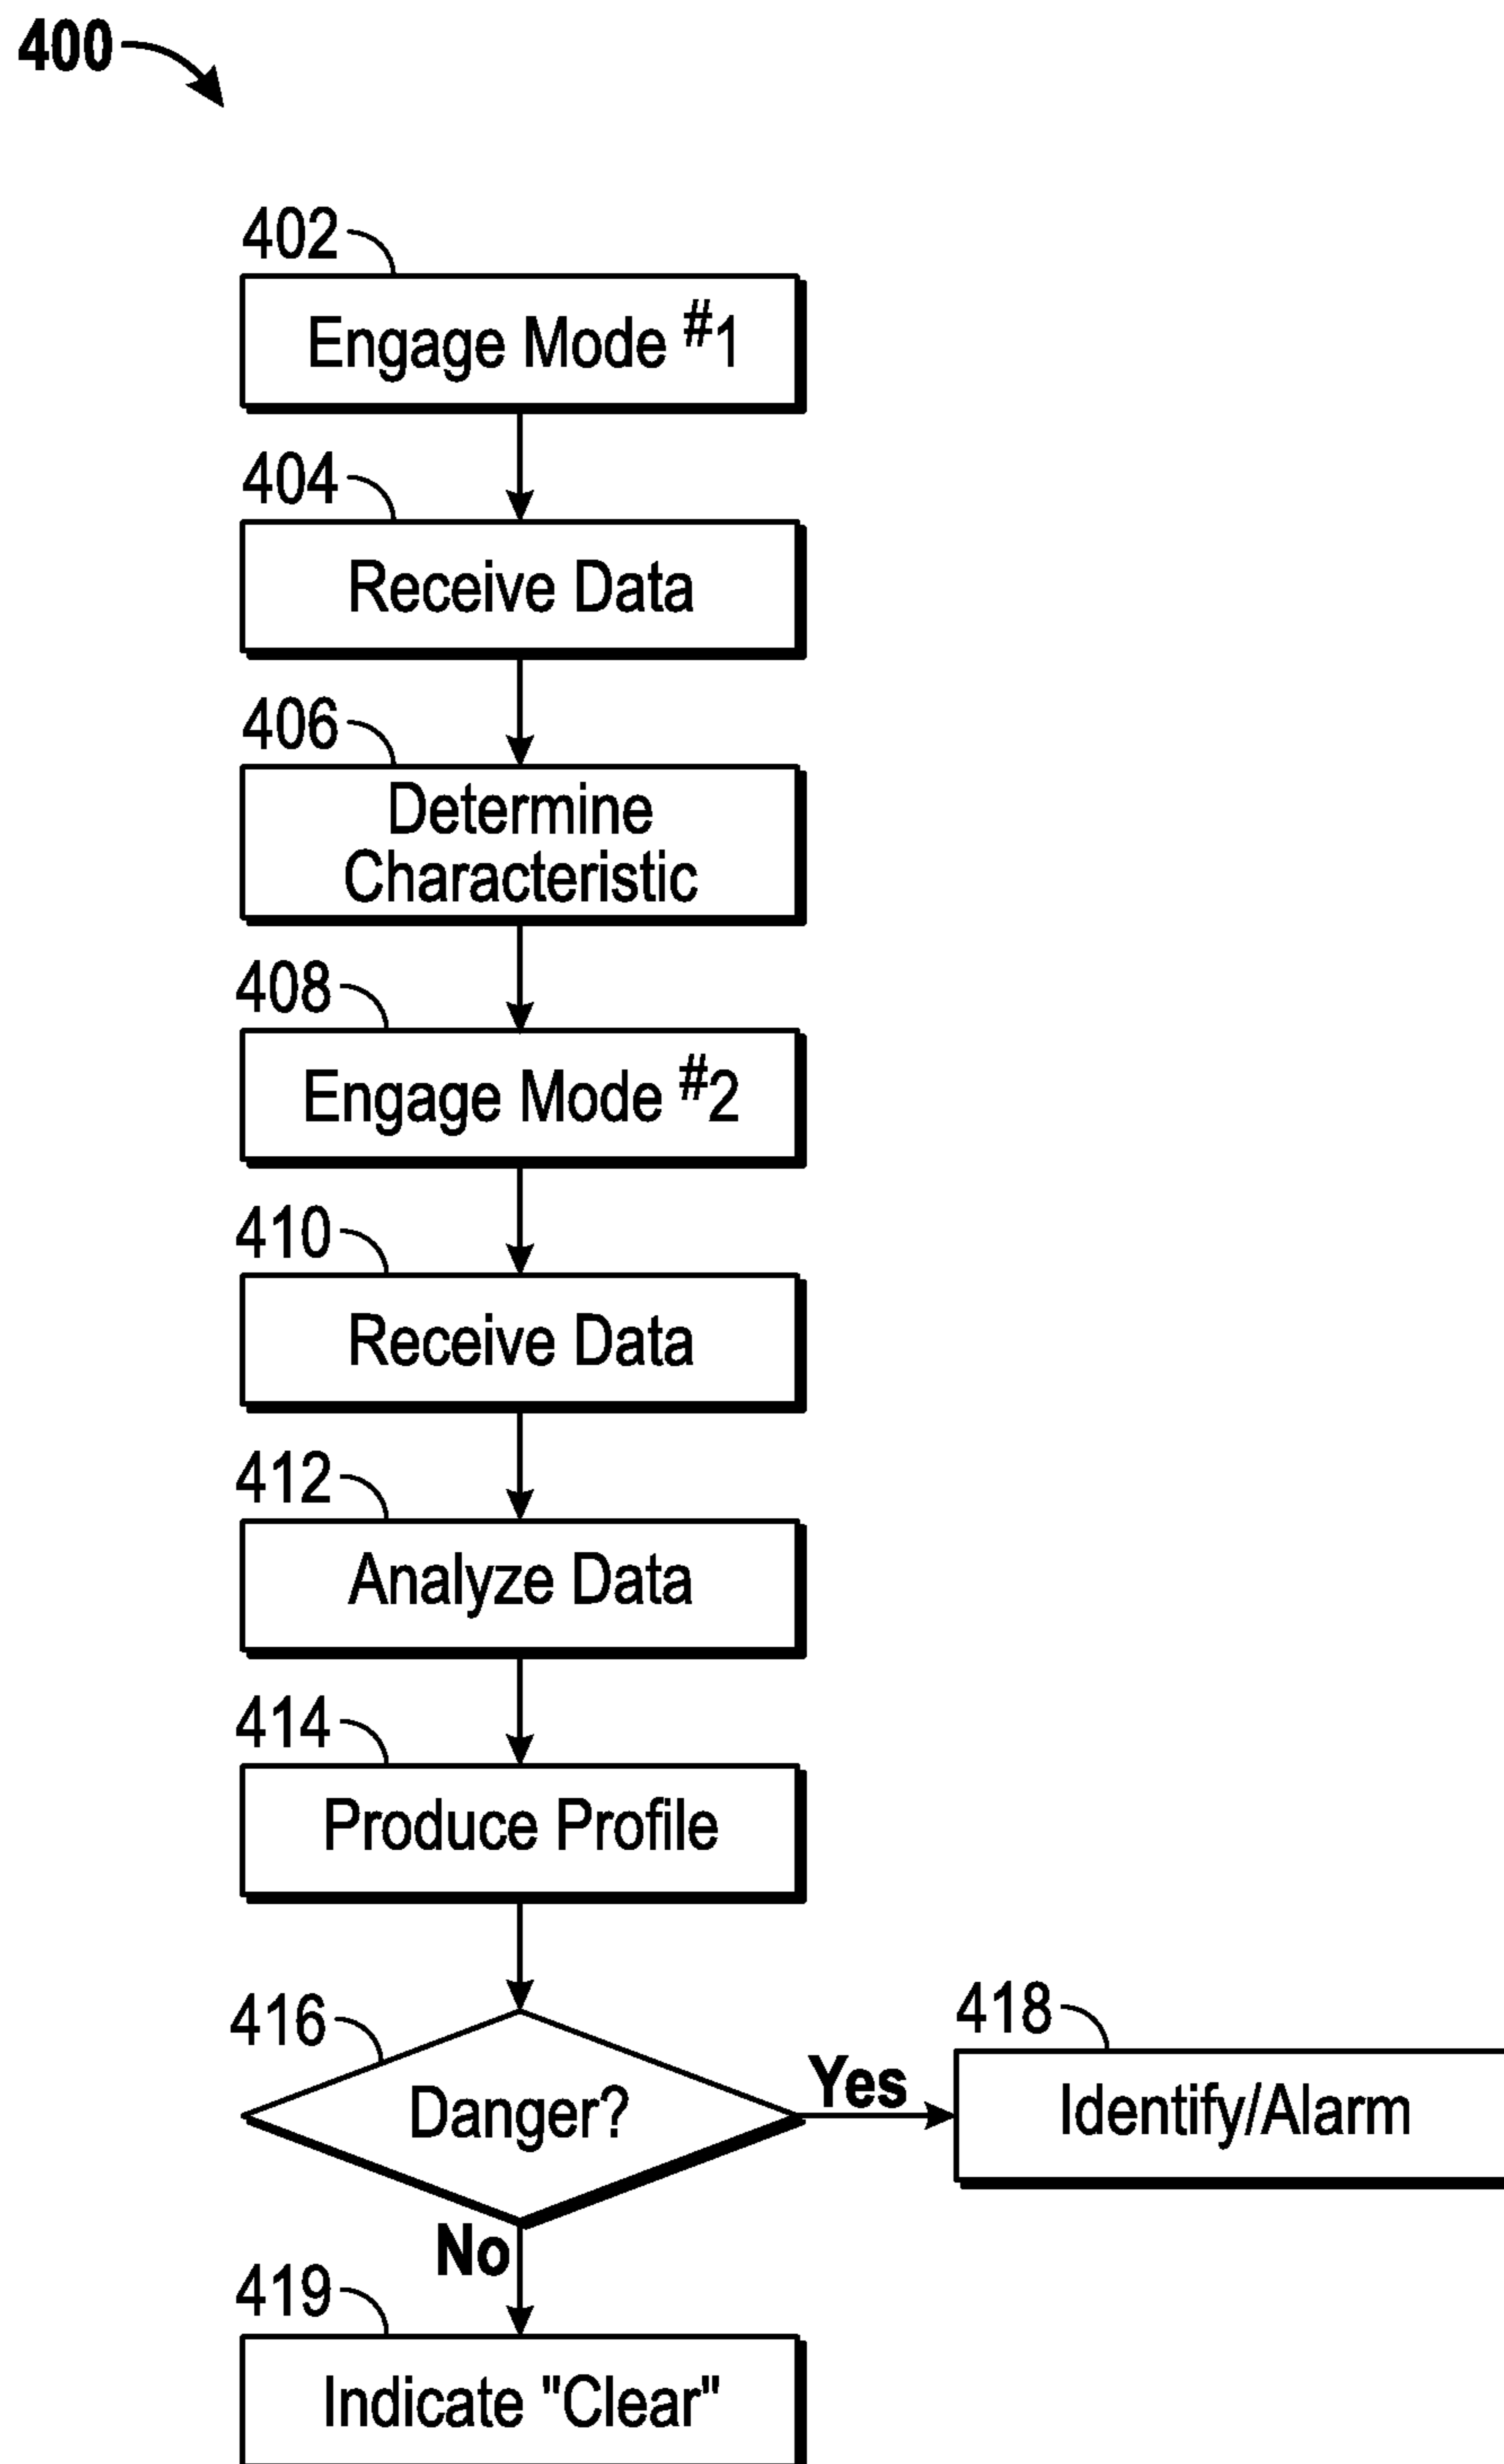 400
402
Engage Mode #1
404
Receive Data
406
Determine
Characteristic
408
Engage Mode #2
410
Receive Data
412
Analyze Data
414
Produce Profile
416
Danger?
Yes
418
Identify/Alarm
No
419
Indicate "Clear"